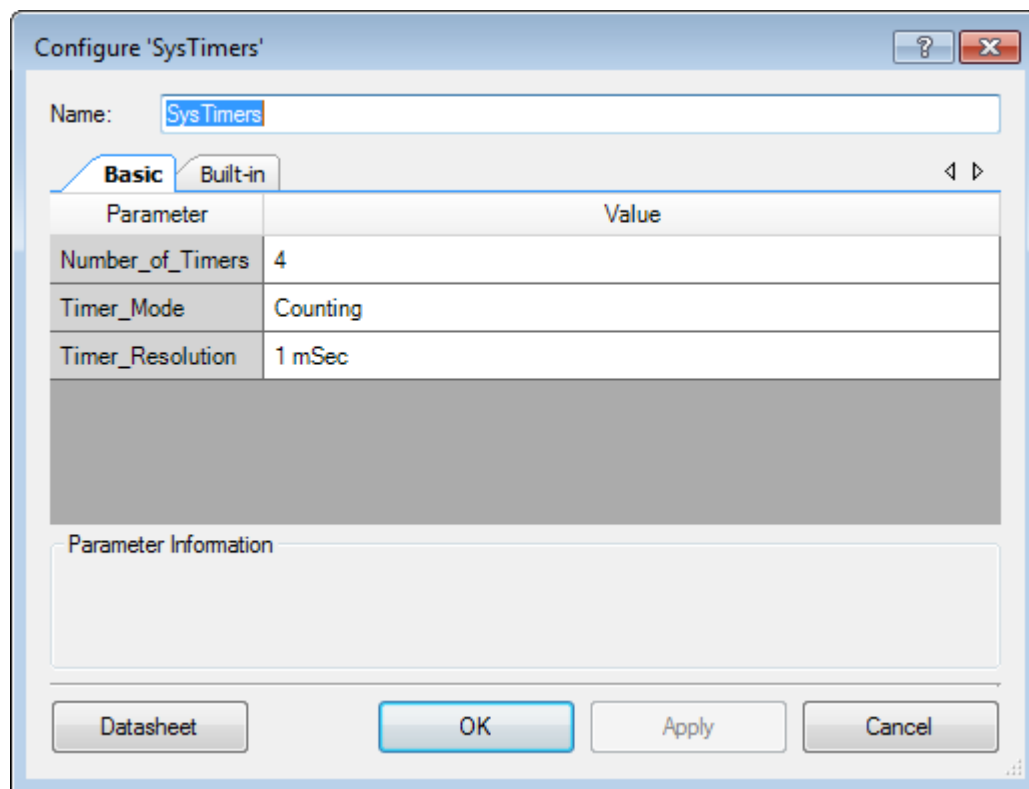 Configure 'SysTimers'
Name: SysTimers
Basic Built-in
Parameter Value
Number_of_Timers 4
Timer_Mode Counting
Timer_Resolution 1 mSec
Parameter Information
Datasheet OK Apply Cancel